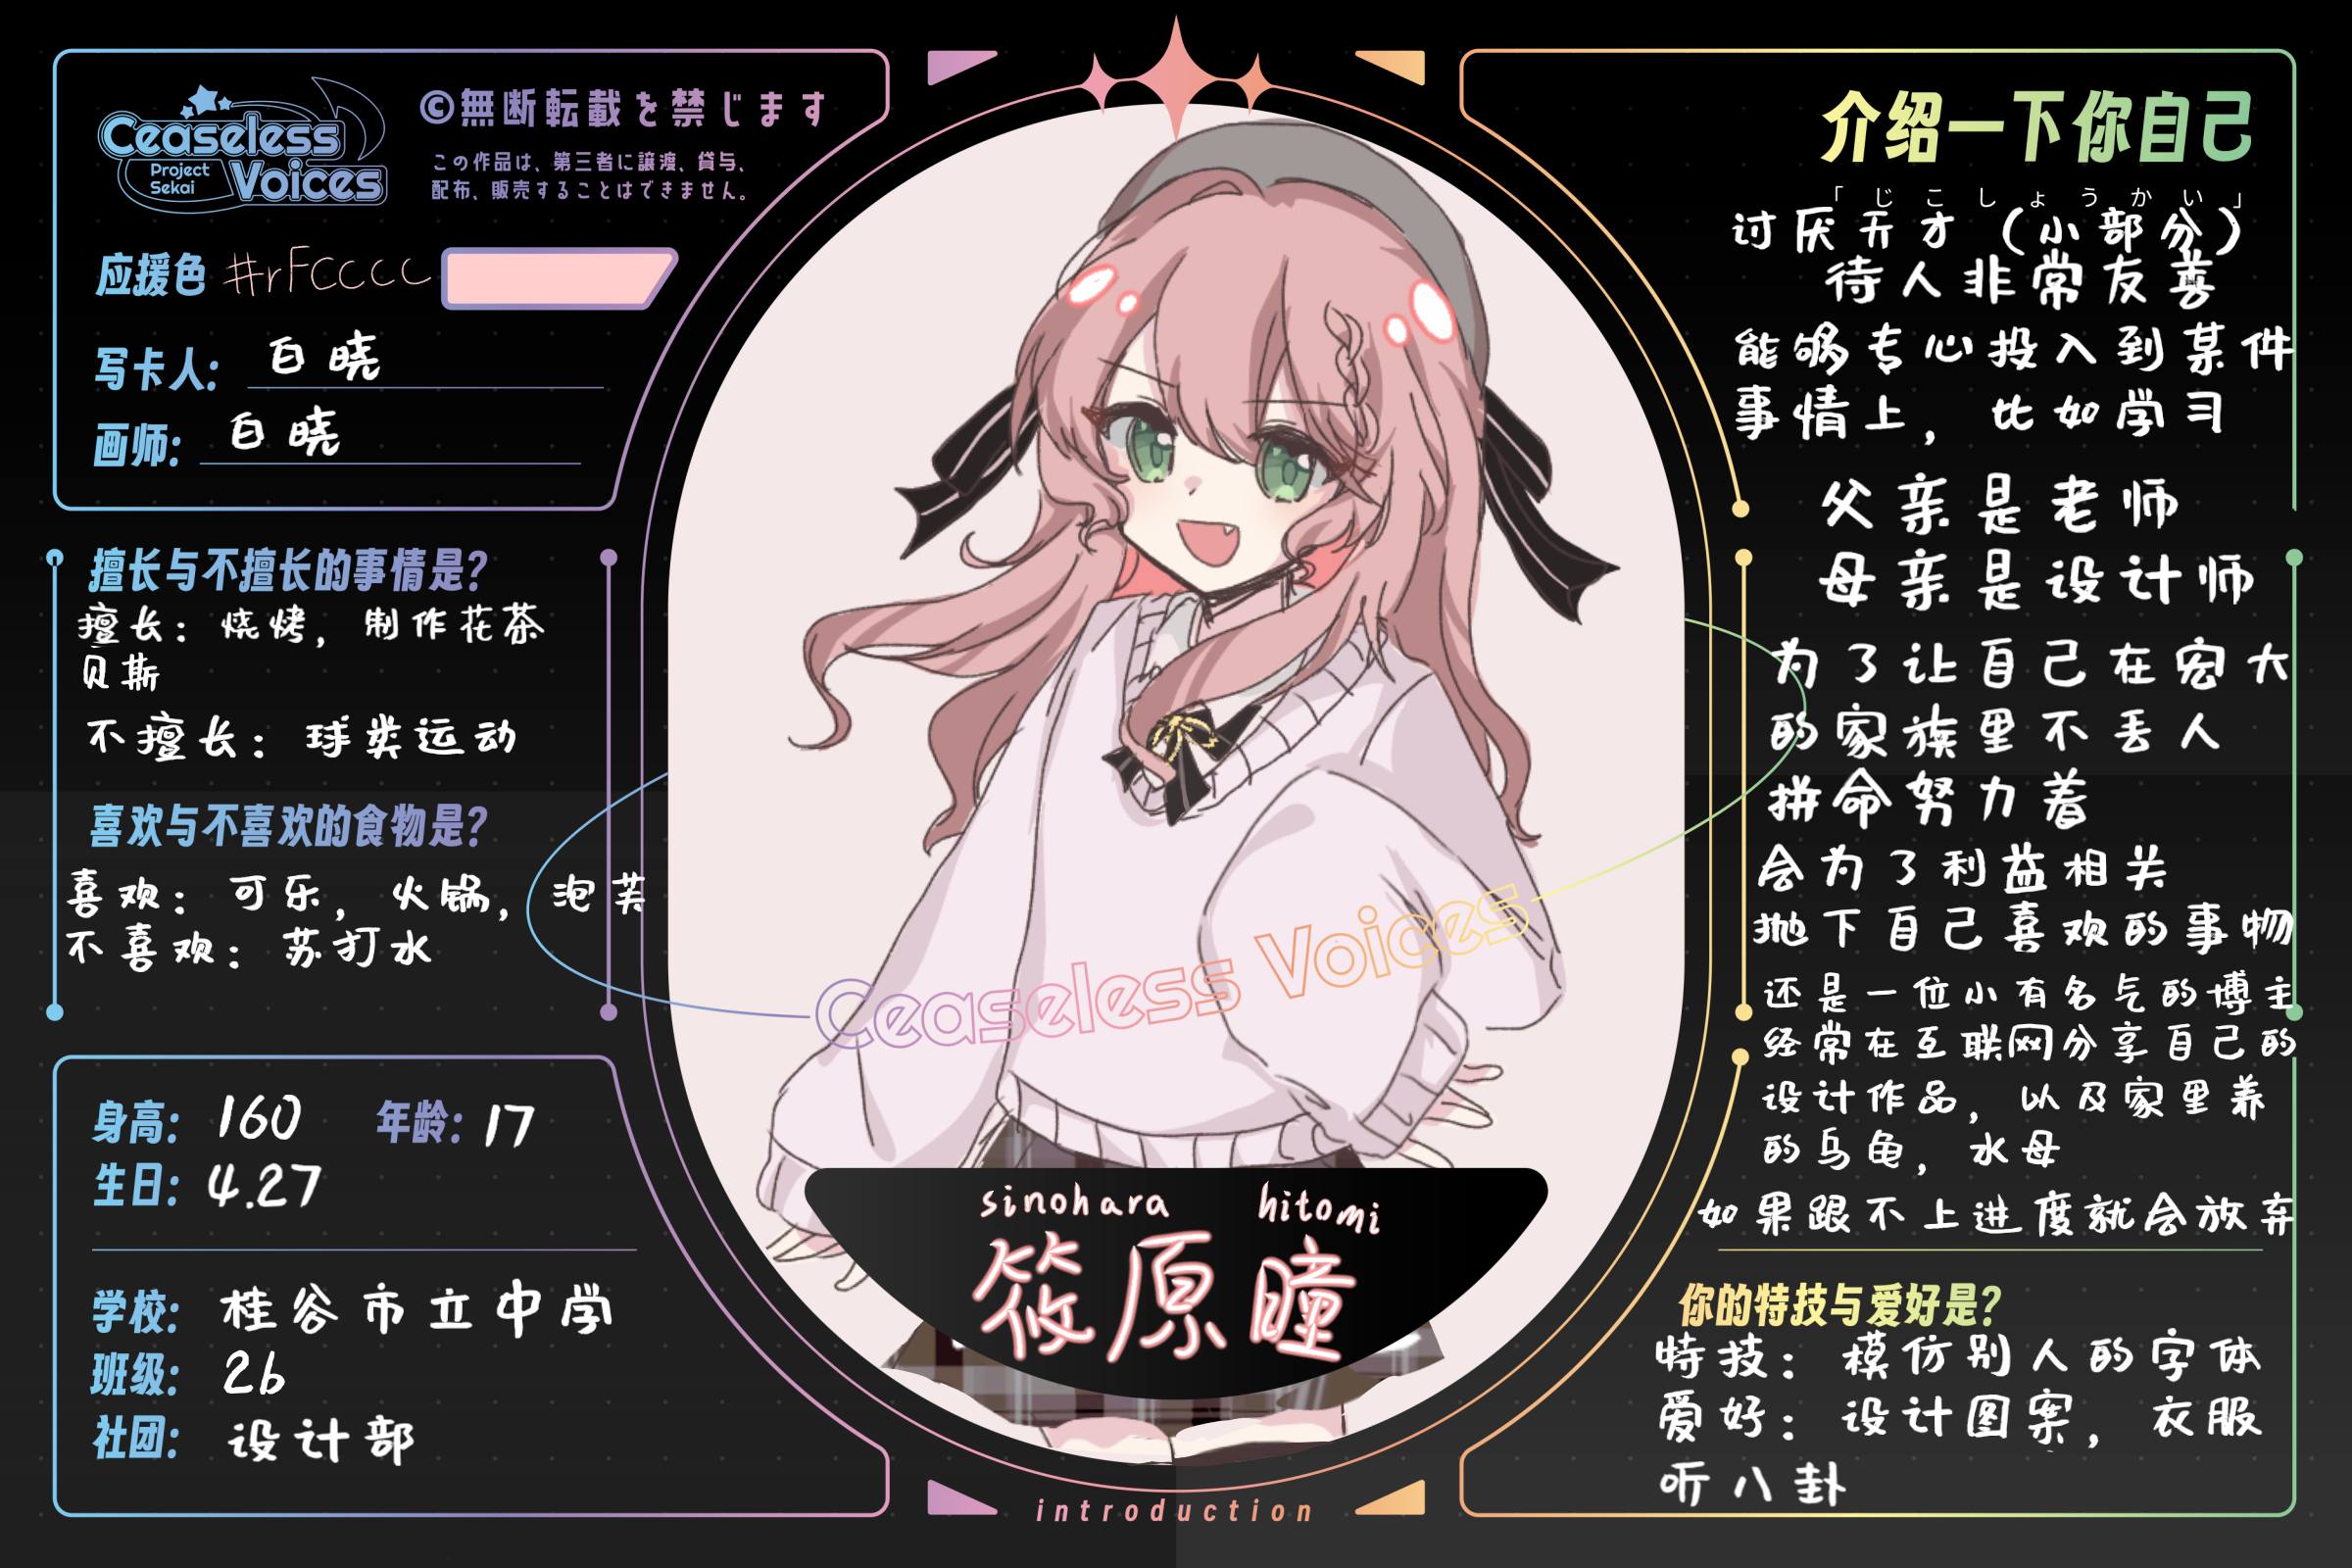 Ceaseless
Project
Sekai
Voices
©無断転載を禁じます
この作品は、第三者に譲渡、貸与、
配布、販売することはできません。
应援色 #rFcccc
写卡人: 白晓
画师: 白晓
擅长与不擅长的事情是?
擅长: 烧烤, 制作花茶
贝斯
不擅长: 球类运动
喜欢与不喜欢的食物是?
喜欢: 可乐, 火锅, 泡芙
不喜欢: 苏打水
身高: 160 年龄: 17
生日: 4.27
学校: 桂谷市立中学
班级: 2b
社团: 设计部
Ceaseless Voices
sinohara hitomi
筱原瞳
introduction
介绍一下你自己
「じこしょうかい」
讨厌天才 (小部分)
待人非常友善
能够专心投入到某件
事情上, 比如学习
父亲是老师
母亲是设计师
为了让自己在宏大
的家族里不丢人
拼命努力着
会为了利益相关
抛下自己喜欢的事物
还是一位小有名气的博主
经常在互联网分享自己的
设计作品, 以及家里养
的乌龟, 水母
如果跟不上进度就会放弃
你的特技与爱好是?
特技: 模仿别人的字体
爱好: 设计图案, 衣服
听八卦